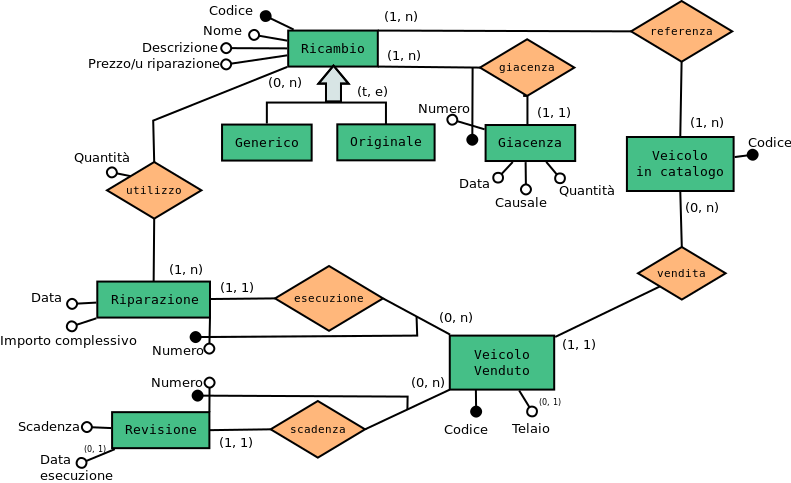 Codice
(1, n)
Nome
referenza
Descrizione
Ricambio
(1, n)
Prezzo/u riparazione
giacenza
(0, n)
(t, e)
Numero
(1, 1)
(1, n)
Generico
Originale
Giacenza
Codice
Quantità
Veicolo
in catalogo
utilizzo
Data
Quantità
Causale
(0, n)
(1, n)
vendita
(1, 1)
Data
Riparazione
esecuzione
(0, n)
Importo complessivo
Numero
(1, 1)
Veicolo
Venduto
Numero
(0, n)
(0, 1)
Scadenza
Revisione
scadenza
Codice
Telaio
(1, 1)
(0, 1)
Data
esecuzione